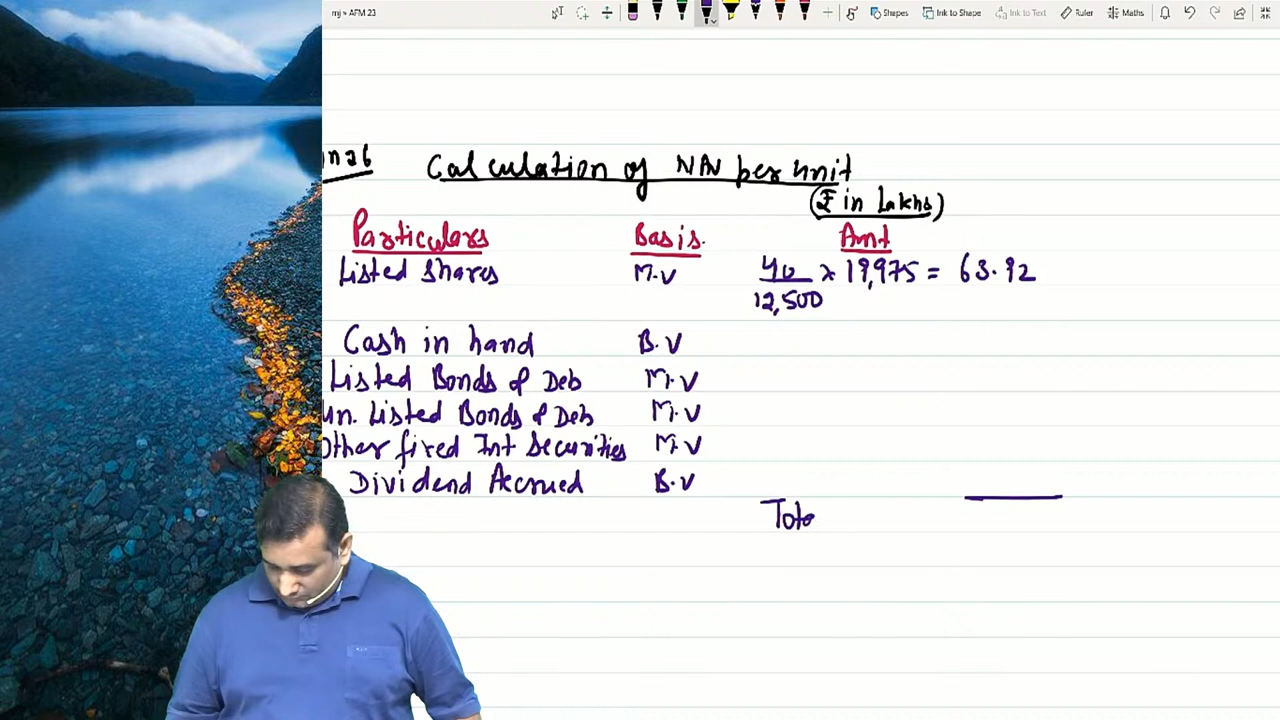 mj » AFM 23
Shapes
Ink to Shape
Ink to Text
Ruler
Maths
Calculation of NAV per unit
(₹ in Lakhs)
Particulars Basis. Amt
Listed Shares M.V 40/12,500 × 19,975 = 63.92
Cash in hand B.V
Listed Bonds & Deb M.V
un. Listed Bonds & Deb M.V
Other fixed Int Securities M.V
Dividend Accrued B.V